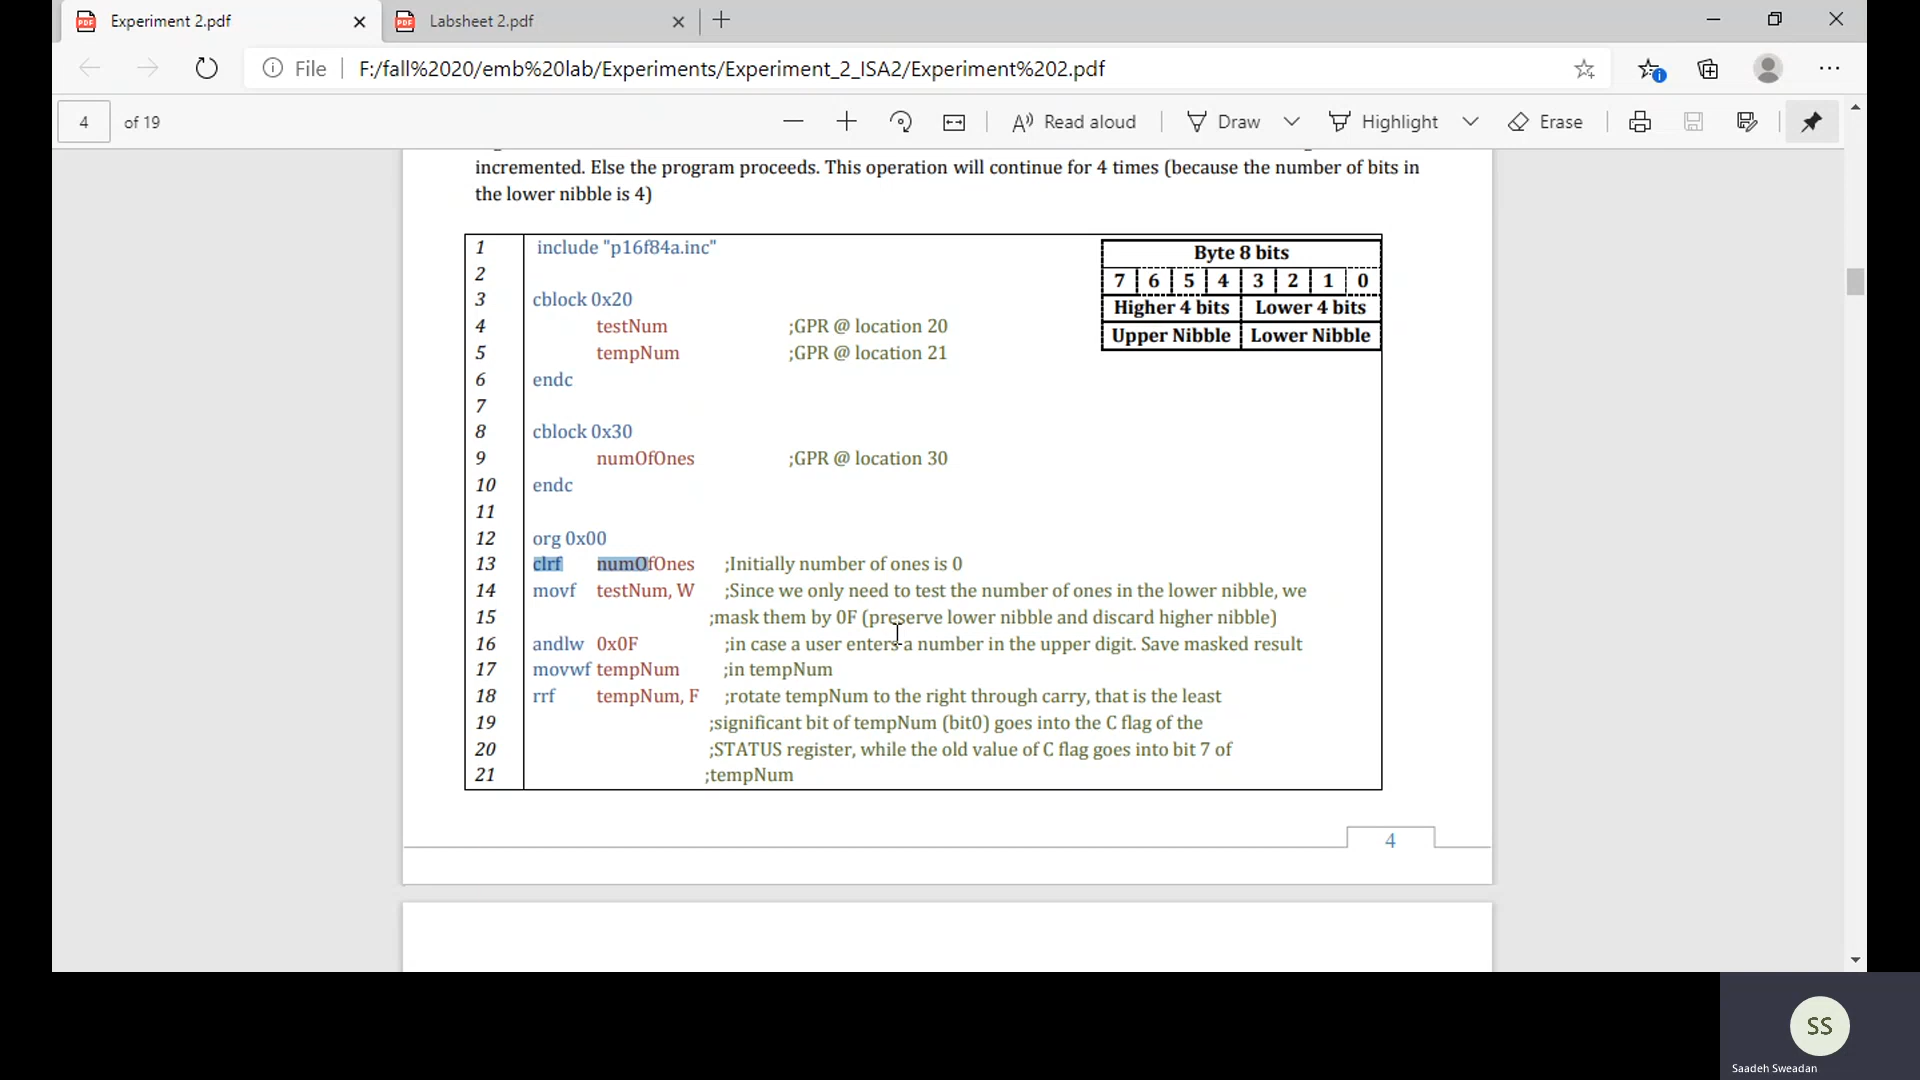 Experiment 2.pdf
Labsheet 2.pdf
File
F:/fall%2020/emb%20lab/Experiments/Experiment_2_ISA2/Experiment%202.pdf
4 of 19
Read aloud
Draw
Highlight
Erase
incremented. Else the program proceeds. This operation will continue for 4 times (because the number of bits in
the lower nibble is 4)
1 include "p16f84a.inc"
2
3 cblock 0x20
4 testNum ;GPR @ location 20
5 tempNum ;GPR @ location 21
6 endc
7
8 cblock 0x30
9 numOfOnes ;GPR @ location 30
10 endc
11
12 org 0x00
13 clrf numOfOnes ;Initially number of ones is 0
14 movf testNum, W ;Since we only need to test the number of ones in the lower nibble, we
15 ;mask them by 0F (preserve lower nibble and discard higher nibble)
16 andlw 0x0F ;in case a user enters a number in the upper digit. Save masked result
17 movwf tempNum ;in tempNum
18 rrf tempNum, F ;rotate tempNum to the right through carry, that is the least
19 ;significant bit of tempNum (bit0) goes into the C flag of the
20 ;STATUS register, while the old value of C flag goes into bit 7 of
21 ;tempNum
Byte 8 bits
7 6 5 4 3 2 1 0
Higher 4 bits Lower 4 bits
Upper Nibble Lower Nibble
4
SS
Saadeh Sweadan